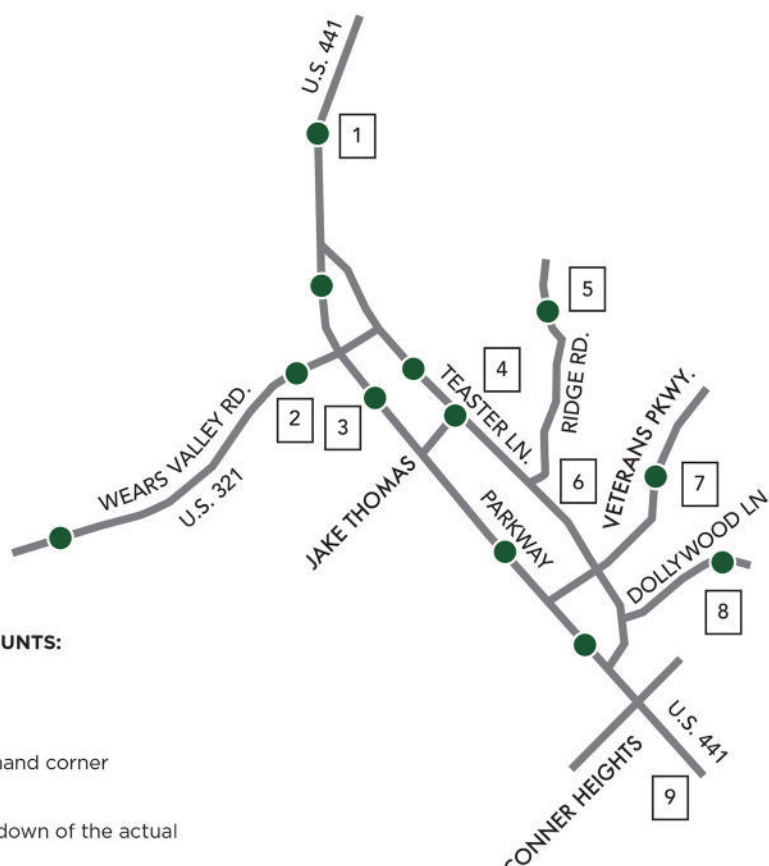 U.S. 441
1
5
4
TEASTER LN.
RIDGE RD.
VETERANS PKWY.
2
3
WEARS VALLEY RD.
U.S. 321
6
7
JAKE THOMAS
PARKWAY
DOLLYWOOD LN
8
UNTS:
U.S. 441
hand corner
9
CONNER HEIGHTS
down of the actual